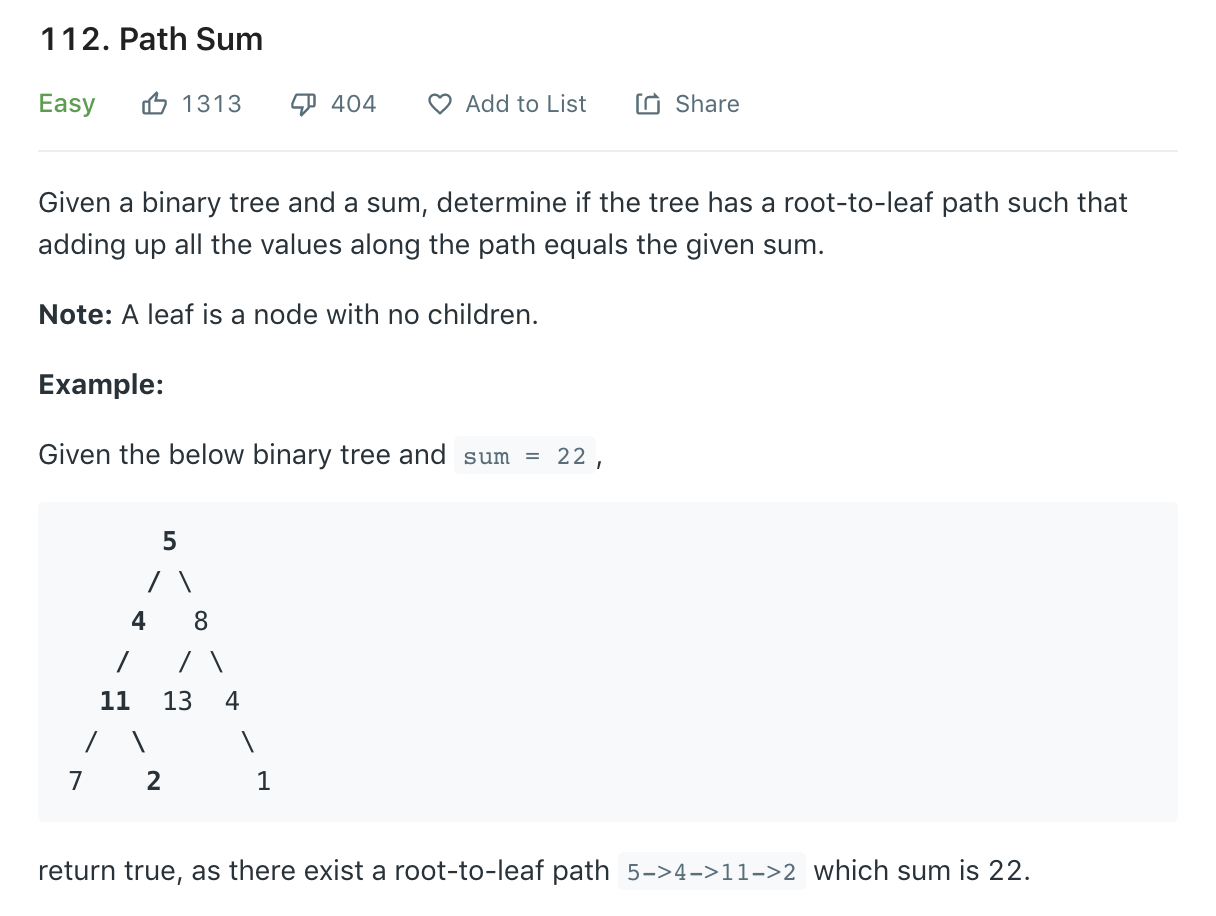 112. Path Sum
Easy 1313 404 Add to List Share
Given a binary tree and a sum, determine if the tree has a root-to-leaf path such that
adding up all the values along the path equals the given sum.
Note: A leaf is a node with no children.
Example:
Given the below binary tree and sum = 22 ,
      5
     / \
    4   8
   /   / \
  11  13  4
 /  \      \
7    2      1
return true, as there exist a root-to-leaf path 5->4->11->2 which sum is 22.